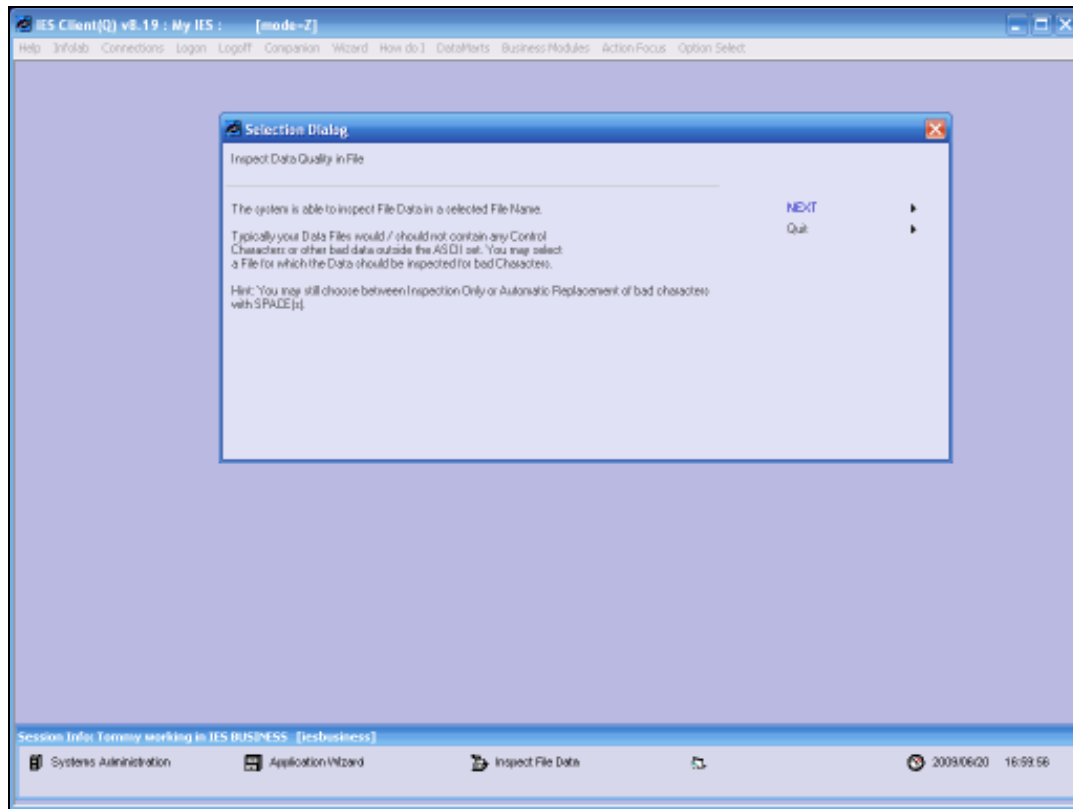 IES Client(Q) v8.19 : My IES : [mode=Z]
Help Infolab Connections Logon Logoff Companion Wizard How do I DataMarts Business Modules Action Focus Option Select
Selection Dialog
Inspect Data Quality in File
The system is able to inspect File Data in a selected File Name.
NEXT
Typically your Data Files would / should not contain any Control
Quit
Characters or other bad data outside the ASCII set. You may select
a File for which the Data should be inspected for bad Characters.
Hint: You may still choose between Inspection Only or Automatic Replacement of bad characters
with SPACE(x).
Session Info: Tommy working in IES BUSINESS [iesbusiness]
Systems Administration Application Wizard Inspect File Data 2009/06/20 16:59:56